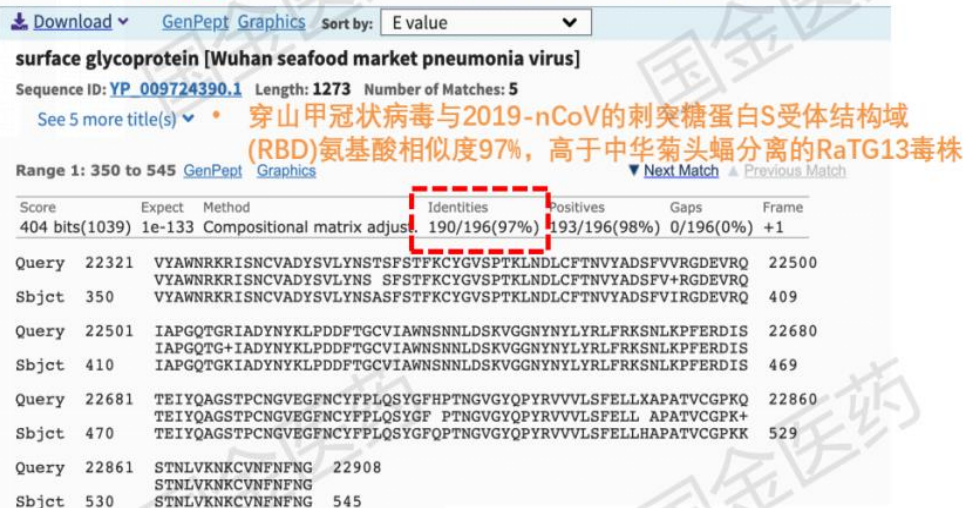 Download GenPept Graphics Sort by: E value
surface glycoprotein [Wuhan seafood market pneumonia virus]
Sequence ID: YP_009724390.1 Length: 1273 Number of Matches: 5
See 5 more title(s)
• 穿山甲冠状病毒与2019-nCoV的刺突糖蛋白S受体结构域
(RBD)氨基酸相似度97%，高于中华菊头蝠分离的RaTG13毒株
Range 1: 350 to 545 GenPept Graphics ▼ Next Match ▲ Previous Match
Score Expect Method Identities Positives Gaps Frame
404 bits(1039) 1e-133 Compositional matrix adjust. 190/196(97%) 193/196(98%) 0/196(0%) +1
Query 22321 VYAWNRKRISNCVADYSVLYNSTSFSTFKCYGVSPTKLNDLCFTNVYADSFVVRGDEVRQ 22500
VYAWNRKRISNCVADYSVLYNS SFSTFKCYGVSPTKLNDLCFTNVYADSFV+RGDEVRQ
Sbjct 350 VYAWNRKRISNCVADYSVLYNSASFSTFKCYGVSPTKLNDLCFTNVYADSFVIRGDEVRQ 409
Query 22501 IAPGQTGRIADYNYKLPDDFTGCVIAWNSNNLDSKVGGNYNYLYRLFRKSNLKPFERDIS 22680
IAPGQTG+IADYNYKLPDDFTGCVIAWNSNNLDSKVGGNYNYLYRLFRKSNLKPFERDIS
Sbjct 410 IAPGQTGKIADYNYKLPDDFTGCVIAWNSNNLDSKVGGNYNYLYRLFRKSNLKPFERDIS 469
Query 22681 TEIYQAGSTPCNGVEGFNCYFPLQSYGFHPTNGVGYQPYRVVVLSFELLXAPATVCGPKQ 22860
TEIYQAGSTPCNGVEGFNCYFPLQSYGF PTNGVGYQPYRVVVLSFELL APATVCGPK+
Sbjct 470 TEIYQAGSTPCNGVEGFNCYFPLQSYGFQPTNGVGYQPYRVVVLSFELLHAPATVCGPKK 529
Query 22861 STNLVKNKCVNFNFNG 22908
STNLVKNKCVNFNFNG
Sbjct 530 STNLVKNKCVNFNFNG 545
国金医药